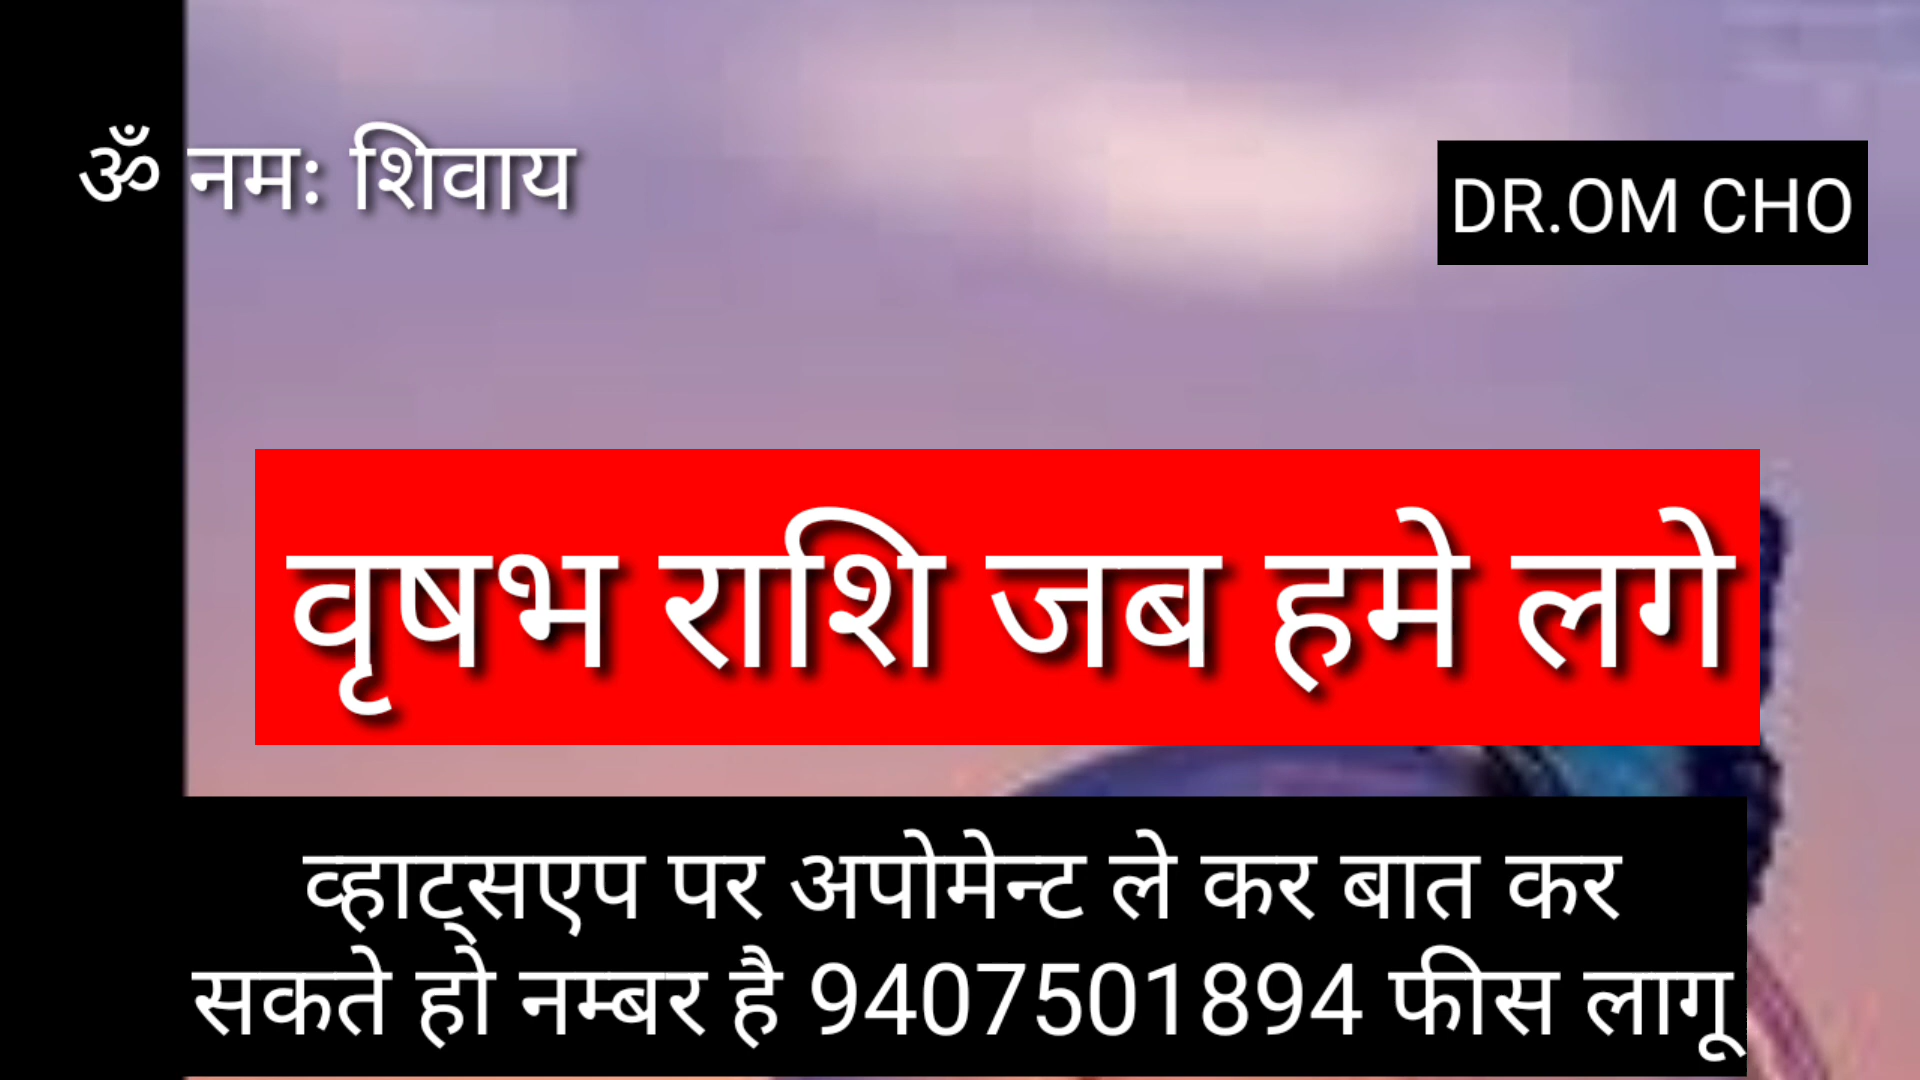 ॐ नमः शिवाय
DR.OM CHO
वृषभ राशि जब हमे लगे
व्हाट्सएप पर अपोमेन्ट ले कर बात कर
सकते हो नम्बर है 9407501894 फीस लागू